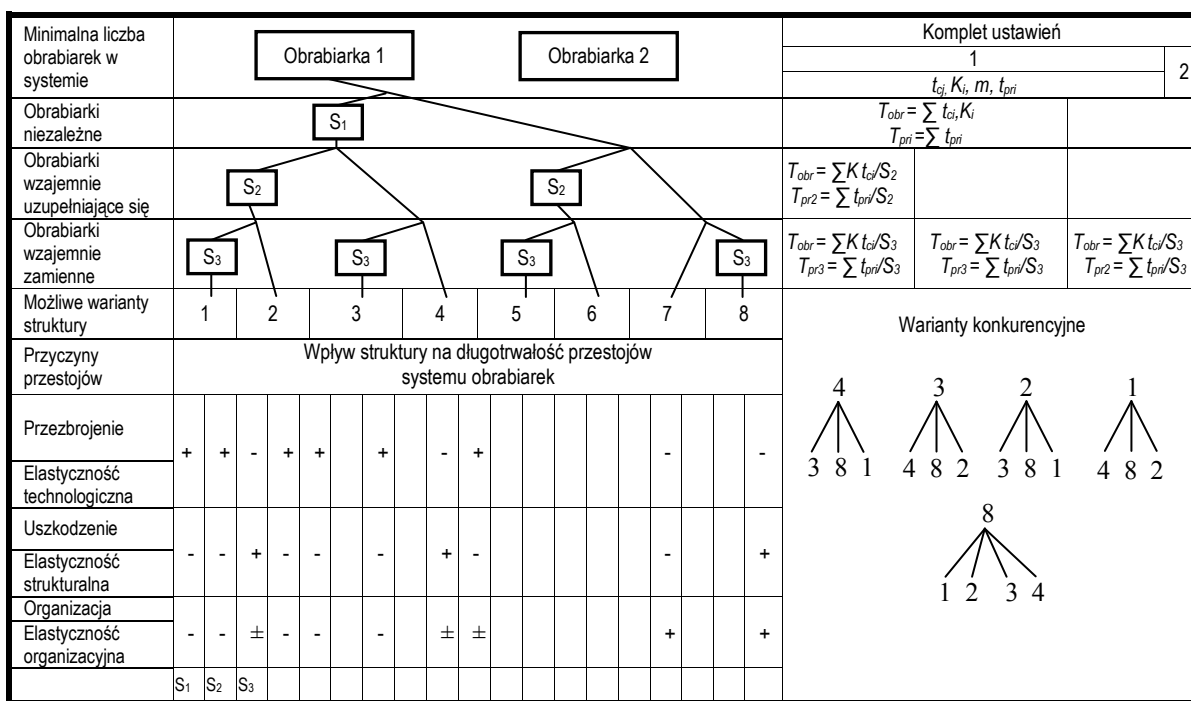 Minimalna liczba
obrabiarek w
systemie
Obrabiarka 1
Obrabiarka 2
Komplet ustawień
1
2
t_cj, K_i, m, t_pri
Obrabiarki
niezależne
S₁
T_obr = ∑ t_ci,K_i
T_pri = ∑ t_pri
Obrabiarki
wzajemnie
uzupełniające się
S₂
S₂
T_obr = ∑K t_ci/S₂
T_pr2 = ∑ t_pri/S₂
Obrabiarki
wzajemnie
zamienne
S₃
S₃
S₃
S₃
T_obr = ∑K t_ci/S₃
T_pr3 = ∑ t_pri/S₃
T_obr = ∑K t_ci/S₃
T_pr3 = ∑ t_pri/S₃
T_obr = ∑K t_ci/S₃
T_pr2 = ∑ t_pri/S₃
Możliwe warianty
struktury
1 2 3 4 5 6 7 8
Warianty konkurencyjne
Przyczyny
przestojów
Wpływ struktury na długotrwałość przestojów
systemu obrabiarek
4 3 2 1
3 8 1 4 8 2 3 8 1 4 8 2
8
1 2 3 4
Przezbrojenie
+ + - + + + - + - -
Elastyczność
technologiczna
Uszkodzenie
- - + - - - + - - +
Elastyczność
strukturalna
Organizacja
Elastyczność
organizacyjna
- - ± - - - ± ± + +
S₁ S₂ S₃